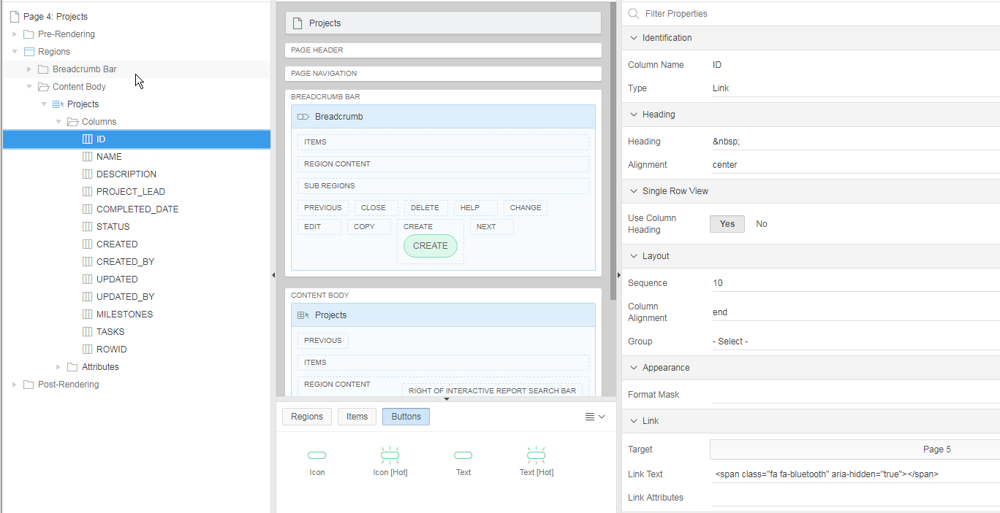 Page 4: Projects
Pre-Rendering
Regions
Breadcrumb Bar
Content Body
Projects
Columns
ID
NAME
DESCRIPTION
PROJECT_LEAD
COMPLETED_DATE
STATUS
CREATED
CREATED_BY
UPDATED
UPDATED_BY
MILESTONES
TASKS
ROWID
Attributes
Post-Rendering
Projects
PAGE HEADER
PAGE NAVIGATION
BREADCRUMB BAR
Breadcrumb
ITEMS
REGION CONTENT
SUB REGIONS
PREVIOUS CLOSE DELETE HELP CHANGE
EDIT COPY CREATE NEXT
CREATE
CONTENT BODY
Projects
PREVIOUS
ITEMS
REGION CONTENT
RIGHT OF INTERACTIVE REPORT SEARCH BAR
Regions Items Buttons
Icon Icon [Hot] Text Text [Hot]
Filter Properties
Identification
Column Name ID
Type Link
Heading
Heading &nbsp;
Alignment center
Single Row View
Use Column
Heading
Yes No
Layout
Sequence 10
Column
Alignment
end
Group - Select -
Appearance
Format Mask
Link
Target Page 5
Link Text <span class="fa fa-bluetooth" aria-hidden="true"></span>
Link Attributes